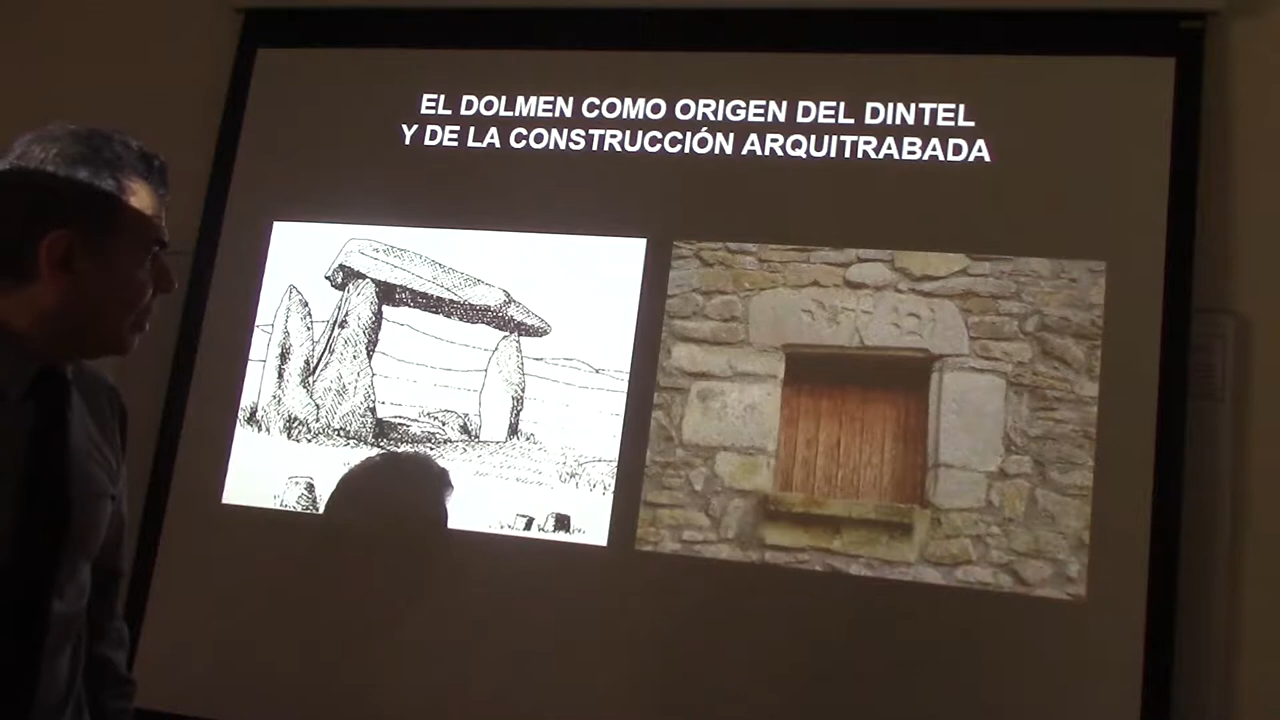 EL DOLMEN COMO ORIGEN DEL DINTEL
Y DE LA CONSTRUCCIÓN ARQUITRABADA